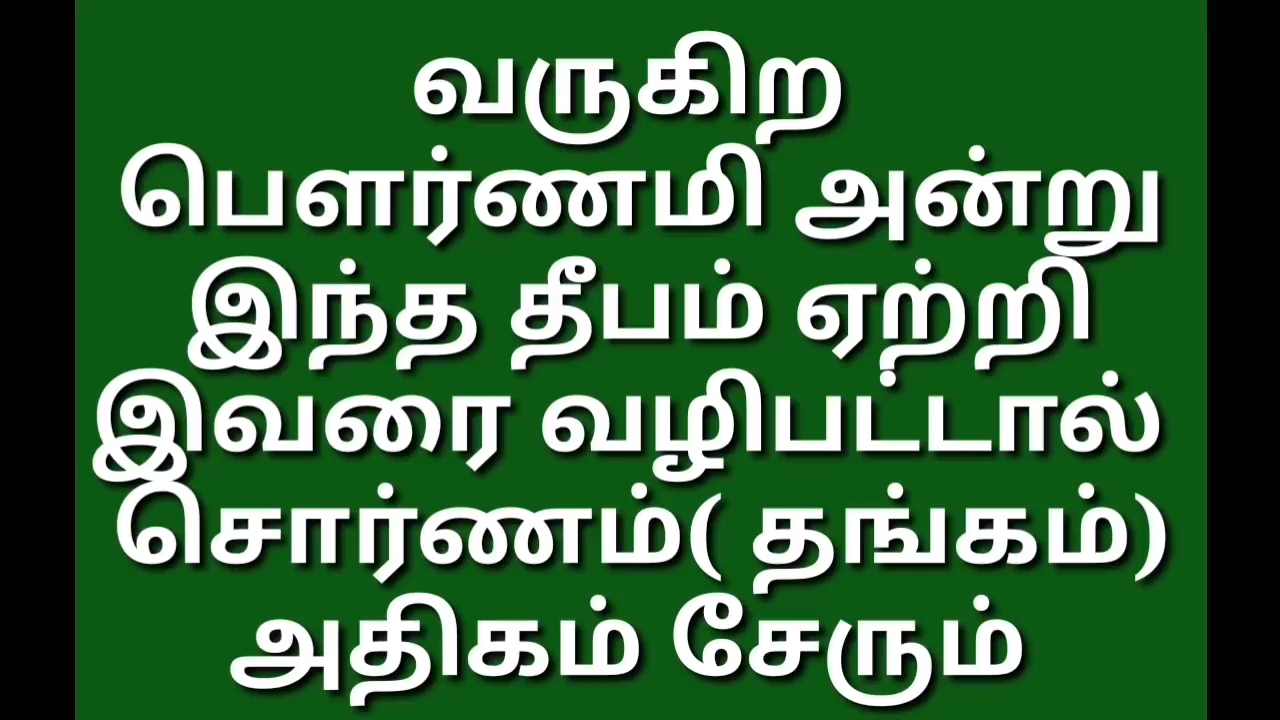 வருகிற
பௌர்ணமி அன்று
இந்த தீபம் ஏற்றி
இவரை வழிபட்டால்
சொர்ணம்( தங்கம்)
அதிகம் சேரும்